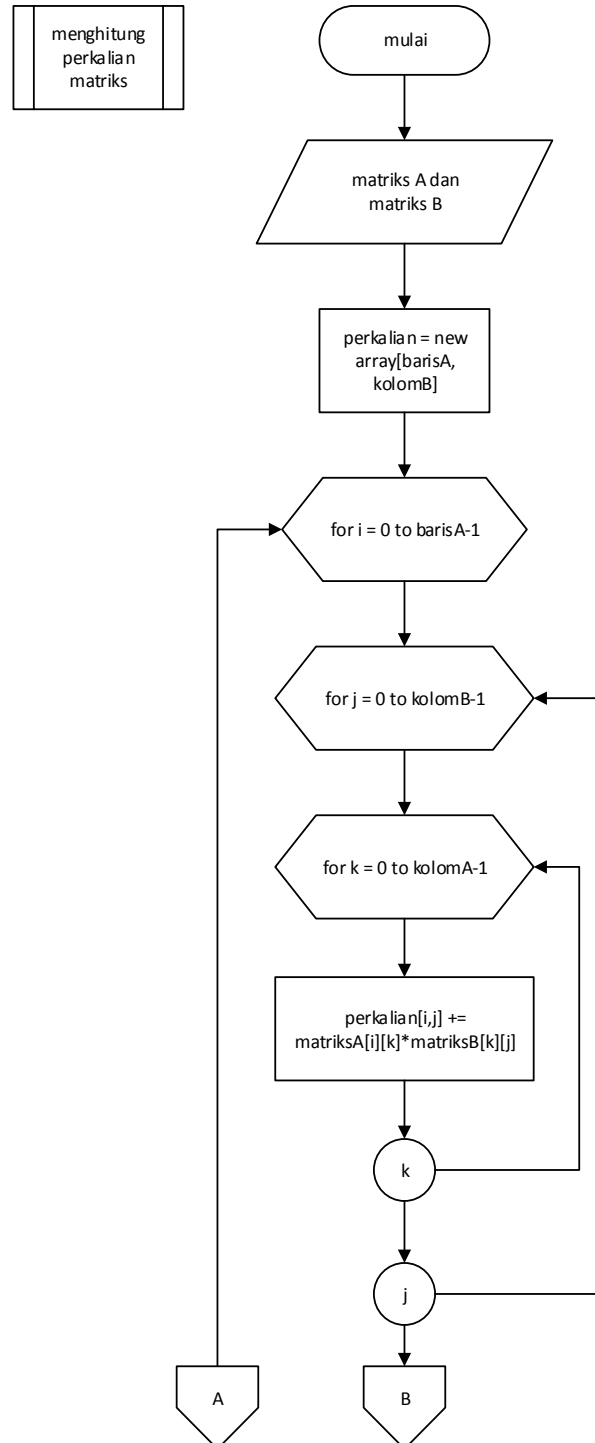 menghitung
perkalian
matriks
mulai
matriks A dan
matriks B
perkalian = new
array[barisA,
kolomB]
for i = 0 to barisA-1
for j = 0 to kolomB-1
for k = 0 to kolomA-1
perkalian[i,j] +=
matriksA[i][k]*matriksB[k][j]
k
j
A
B